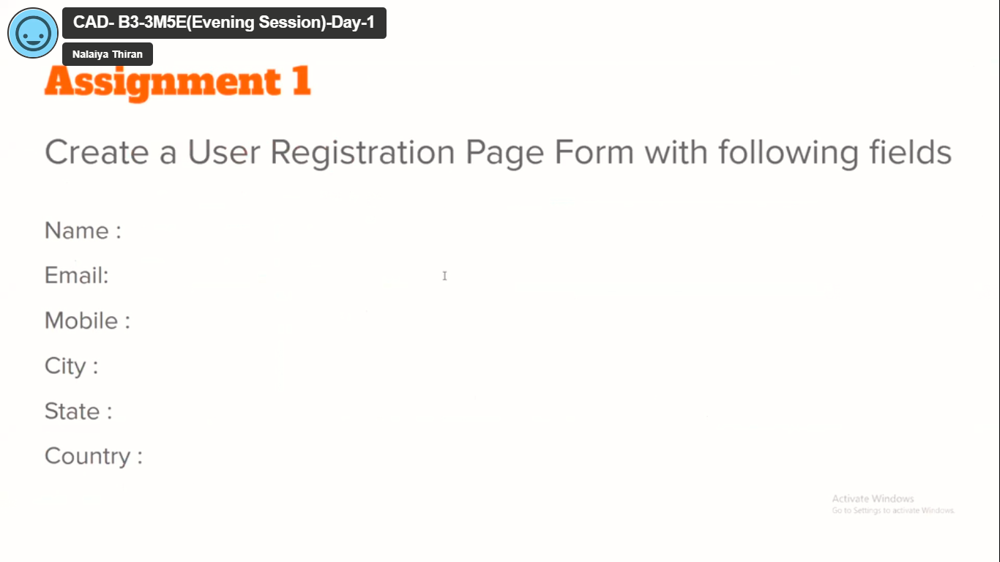 CAD- B3-3M5E(Evening Session)-Day-1
Nalaiya Thiran
Assignment 1
Create a User Registration Page Form with following fields
Name :
Email:
Mobile :
City :
State :
Country :
Activate Windows
Go to Settings to activate Windows.